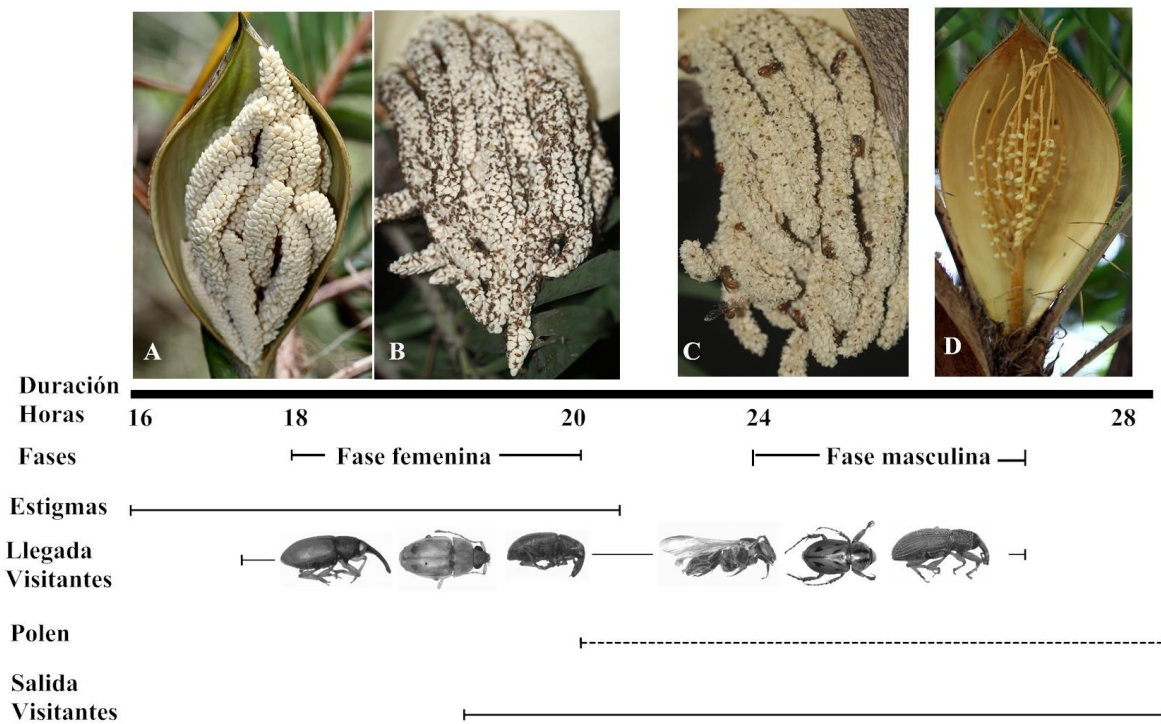 A
B
C
D
Duración
Horas
16
18
20
24
28
Fases
Fase femenina
Fase masculina
Estigmas
Llegada
Visitantes
Polen
Salida
Visitantes